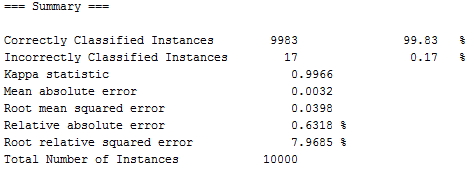 === Summary ===
Correctly Classified Instances 9983 99.83 %
Incorrectly Classified Instances 17 0.17 %
Kappa statistic 0.9966
Mean absolute error 0.0032
Root mean squared error 0.0398
Relative absolute error 0.6318 %
Root relative squared error 7.9685 %
Total Number of Instances 10000